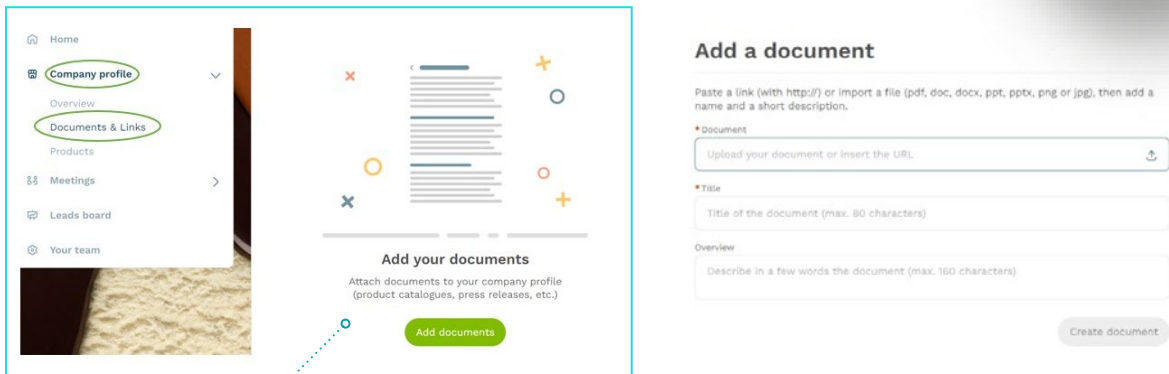 Home
Company profile
Overview
Documents & Links
Products
Meetings
Leads board
Your team
Add your documents
Attach documents to your company profile
(product catalogues, press releases, etc.)
Add documents
Add a document
Paste a link (with http://) or import a file (pdf, doc, docx, ppt, pptx, png or jpg), then add a
name and a short description.
*Document
Upload your document or insert the URL
*Title
Title of the document (max. 80 characters)
Overview
Describe in a few words the document (max. 160 characters)
Create document